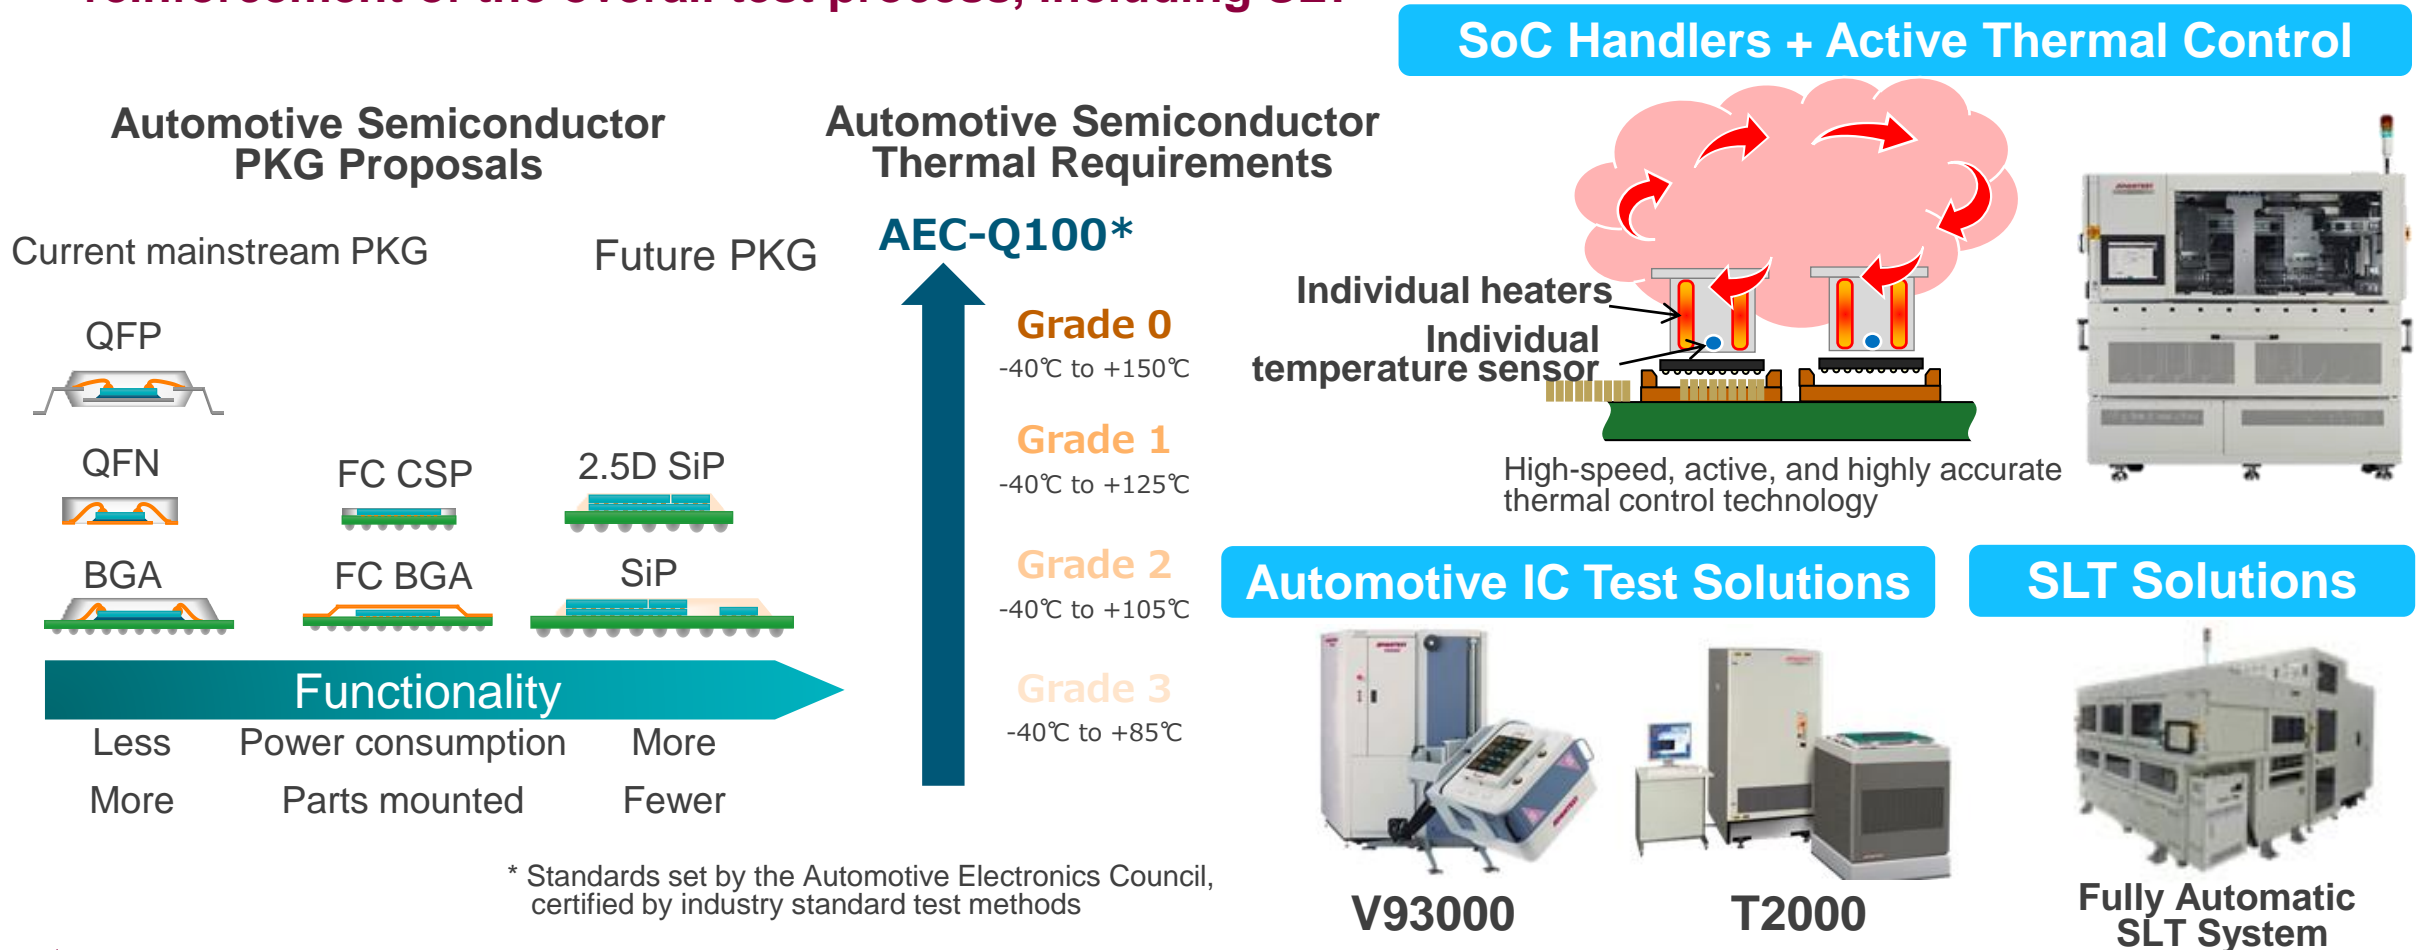 SoC Handlers + Active Thermal Control
Automotive Semiconductor
PKG Proposals
Current mainstream PKG
Future PKG
QFP
QFN
FC CSP
2.5D SiP
BGA
FC BGA
SiP
Functionality
Less
Power consumption
More
More
Parts mounted
Fewer
Automotive Semiconductor
Thermal Requirements
AEC-Q100*
Grade 0
-40℃ to +150℃
Grade 1
-40℃ to +125℃
Grade 2
-40℃ to +105℃
Grade 3
-40℃ to +85℃
* Standards set by the Automotive Electronics Council,
certified by industry standard test methods
Individual heaters
Individual
temperature sensor
High-speed, active, and highly accurate
thermal control technology
Automotive IC Test Solutions
V93000
T2000
SLT Solutions
Fully Automatic
SLT System